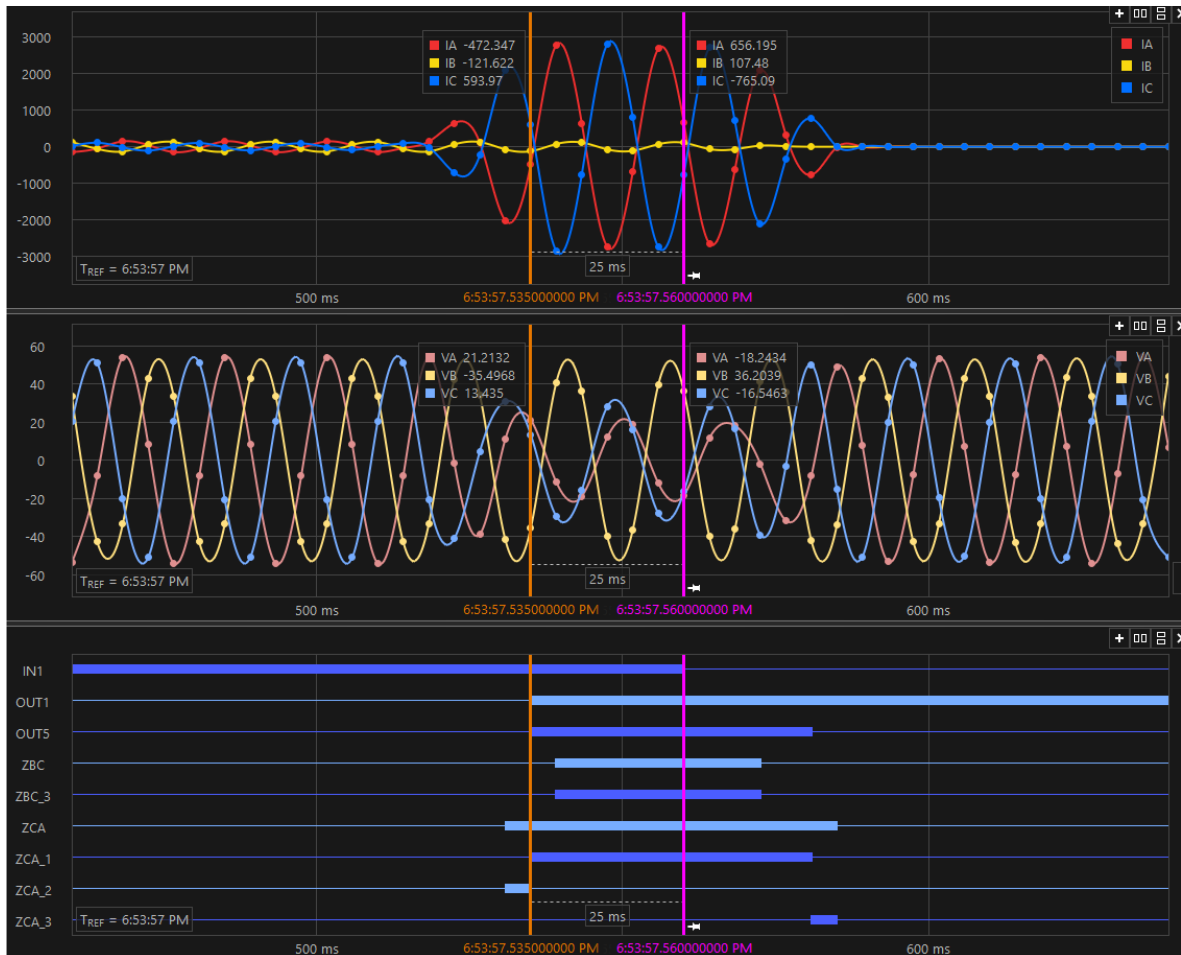 3000
2000
1000
0
-1000
-2000
-3000
IA -472.347
IB -121.622
IC 593.97
IA 656.195
IB 107.48
IC -765.09
IA
IB
IC
25 ms
TREF = 6:53:57 PM
500 ms
6:53:57.535000000 PM
6:53:57.560000000 PM
600 ms
60
40
20
0
-20
-40
-60
VA 21.2132
VB -35.4968
VC 13.435
VA -18.2434
VB 36.2039
VC -16.5463
VA
VB
VC
25 ms
TREF = 6:53:57 PM
500 ms
6:53:57.535000000 PM
6:53:57.560000000 PM
600 ms
IN1
OUT1
OUT5
ZBC
ZBC_3
ZCA
ZCA_1
ZCA_2
ZCA_3
25 ms
TREF = 6:53:57 PM
500 ms
6:53:57.535000000 PM
6:53:57.560000000 PM
600 ms